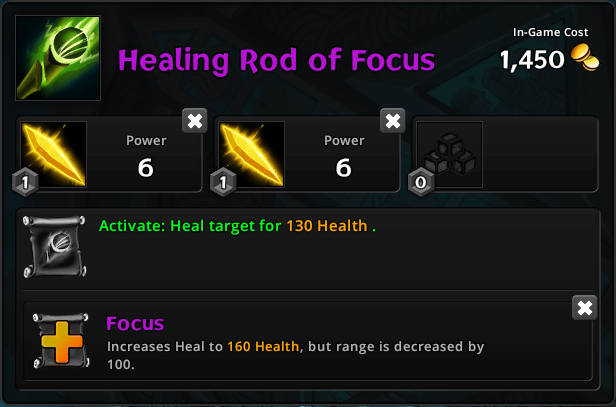 In-Game Cost
Healing Rod of Focus
1,450
Power
6
1
Power
6
1
0
Activate: Heal target for 130 Health .
Focus
Increases Heal to 160 Health, but range is decreased by
100.